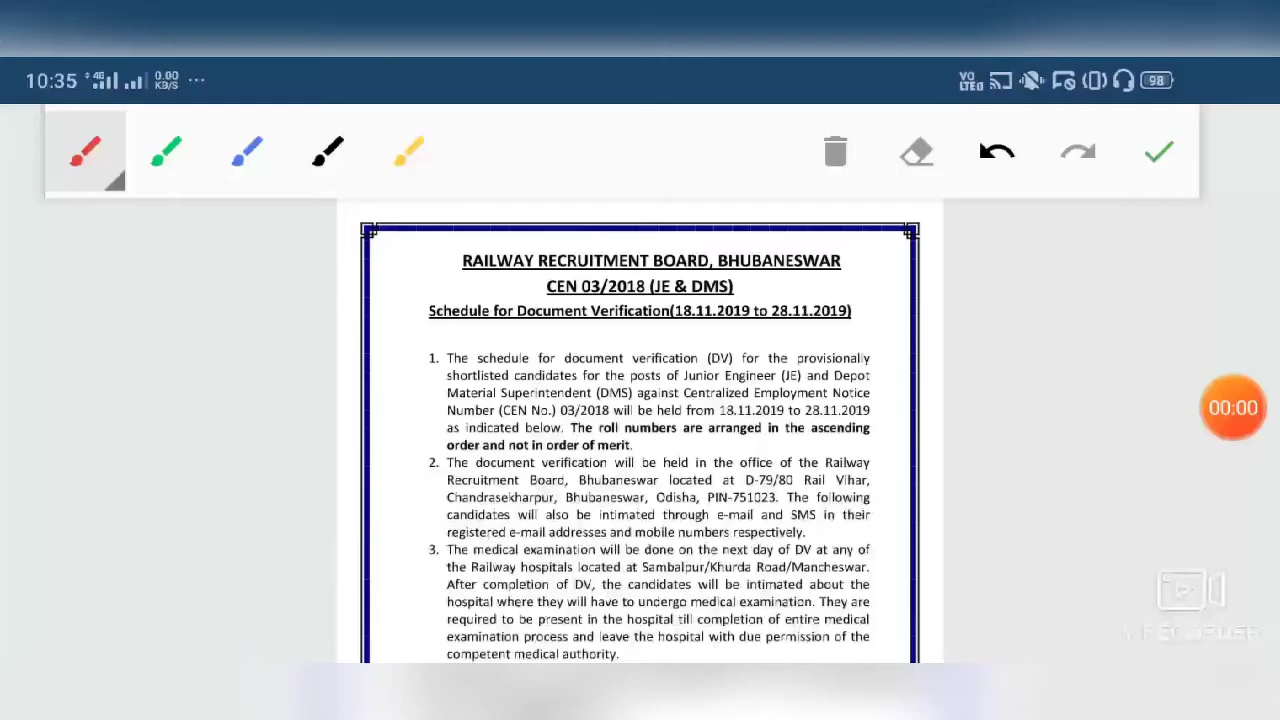 10:35 4G 0.00 KB/S ... VO LTE 98
RAILWAY RECRUITMENT BOARD, BHUBANESWAR
CEN 03/2018 (JE & DMS)
Schedule for Document Verification(18.11.2019 to 28.11.2019)
1. The schedule for document verification (DV) for the provisionally
shortlisted candidates for the posts of Junior Engineer (JE) and Depot
Material Superintendent (DMS) against Centralized Employment Notice
Number (CEN No.) 03/2018 will be held from 18.11.2019 to 28.11.2019
as indicated below. The roll numbers are arranged in the ascending
order and not in order of merit.
00:00
2. The document verification will be held in the office of the Railway
Recruitment Board, Bhubaneswar located at D-79/80 Rail Vihar,
Chandrasekharpur, Bhubaneswar, Odisha, PIN-751023. The following
candidates will also be intimated through e-mail and SMS in their
registered e-mail addresses and mobile numbers respectively.
3. The medical examination will be done on the next day of DV at any of
the Railway hospitals located at Sambalpur/Khurda Road/Mancheswar.
After completion of DV, the candidates will be intimated about the
hospital where they will have to undergo medical examination. They are
required to be present in the hospital till completion of entire medical
examination process and leave the hospital with due permission of the
competent medical authority.